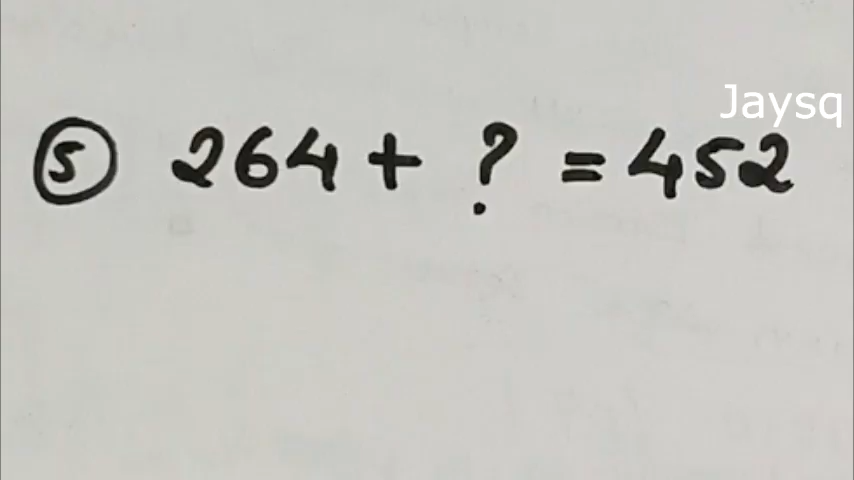 Jaysq
⑤ 264 + ? = 452